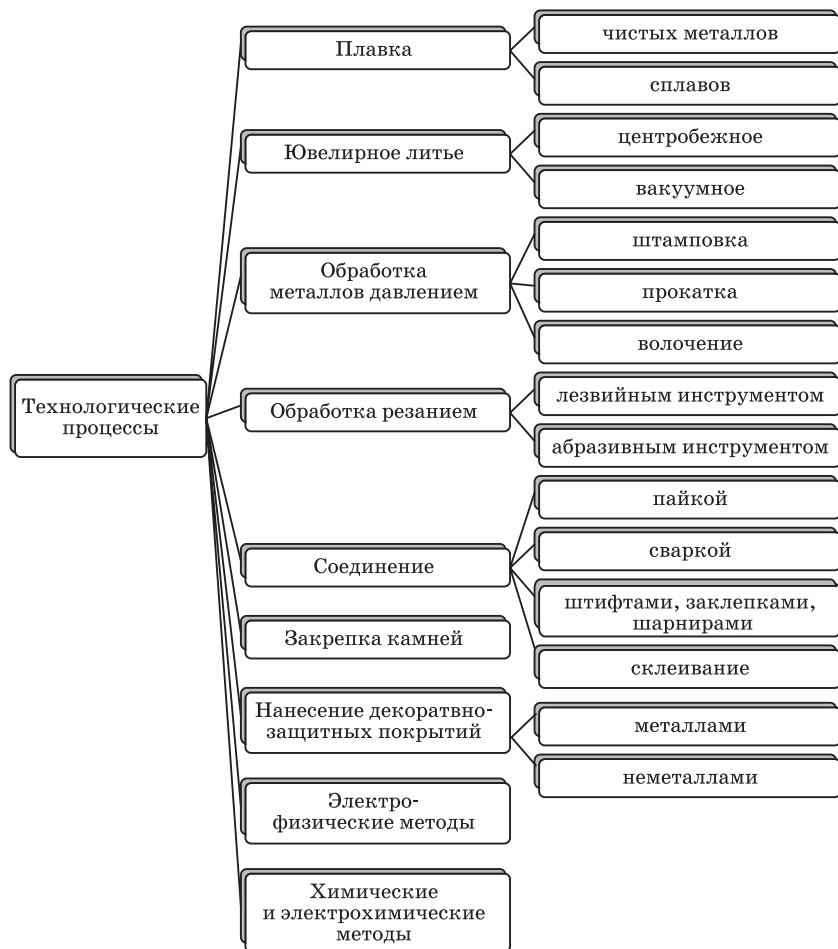 Технологические
процессы
Плавка
чистых металлов
сплавов
Ювелирное литье
центробежное
вакуумное
Обработка
металлов давлением
штамповка
прокатка
волочение
Обработка резанием
лезвийным инструментом
абразивным инструментом
Соединение
пайкой
сваркой
штифтами, заклепками,
шарнирами
склеивание
Закрепка камней
Нанесение декоратвно-
защитных покрытий
металлами
неметаллами
Электро-
физические методы
Химические
и электрохимические
методы